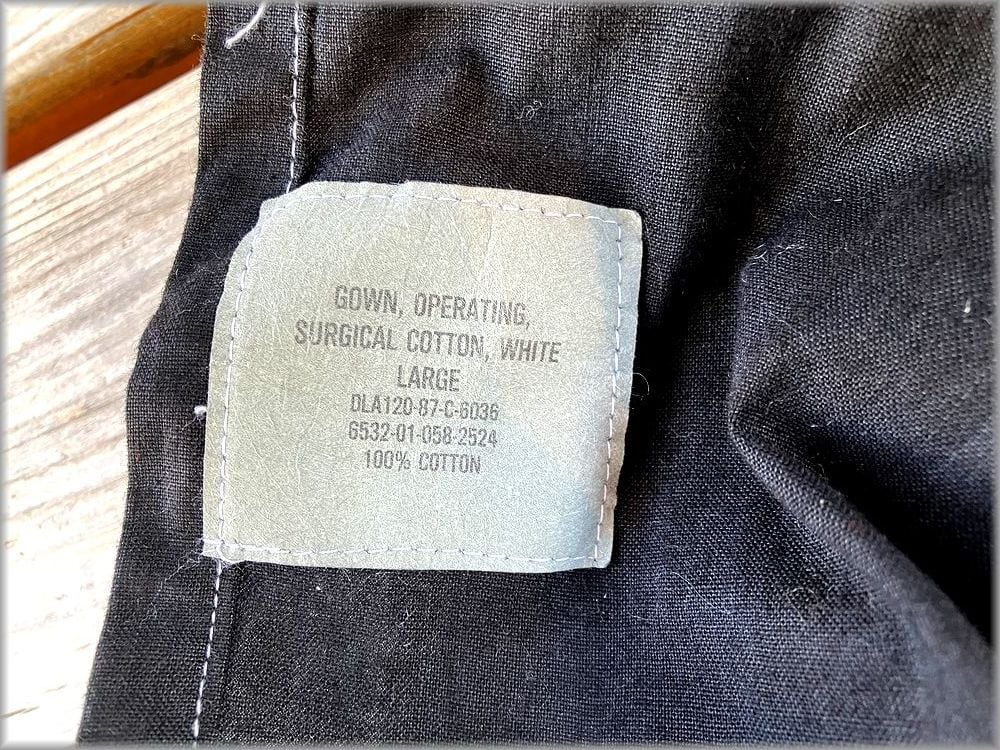 GOWN, OPERATING,
SURGICAL COTTON, WHITE
LARGE
DLA120-87-C-6036
6532-01-058-2524
100% COTTON